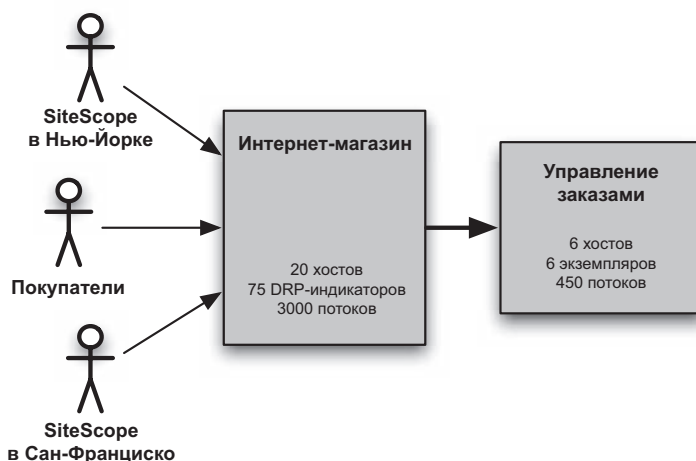 SiteScope
в Нью-Йорке
Покупатели
SiteScope
в Сан-Франциско
Интернет-магазин
20 хостов
75 DRP-индикаторов
3000 потоков
Управление
заказами
6 хостов
6 экземпляров
450 потоков